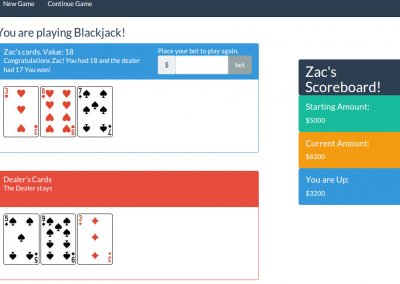 New Game Continue Game
You are playing Blackjack!
Zac's cards. Value: 18
Congratulations Zac! You had 18 and the dealer
had 17 You won!
Place your bet to play again.
$ bet
3 8 7
3 8 7
Dealer's Cards
The Dealer stays
5 9 3
5 9 3
Zac's
Scoreboard!
Starting Amount:
$5000
Current Amount:
$8200
You are Up:
$3200